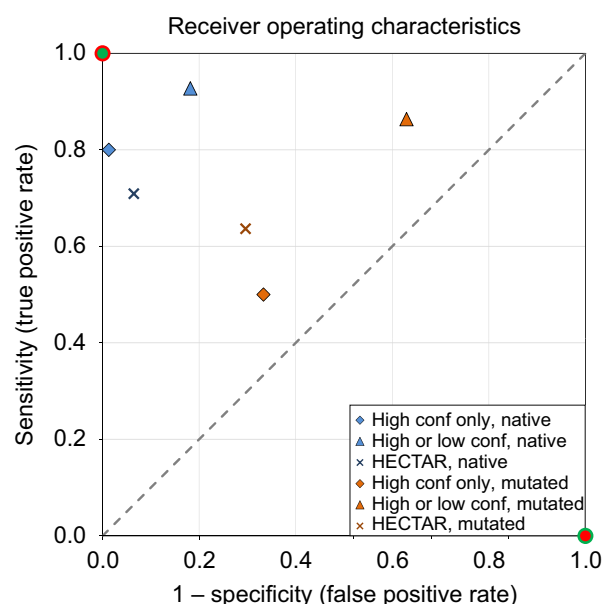 Receiver operating characteristics
1.0
0.8
0.6
0.4
0.2
0.0
Sensitivity (true positive rate)
High conf only, native
High or low conf, native
HECTAR, native
High conf only, mutated
High or low conf, mutated
HECTAR, mutated
0.0 0.2 0.4 0.6 0.8 1.0
1 – specificity (false positive rate)